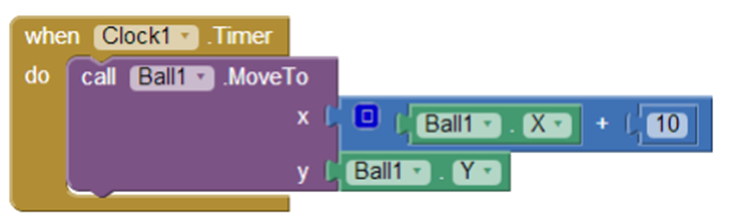 when Clock1 .Timer
do call Ball1 .MoveTo
x Ball1 . X + 10
y Ball1 . Y